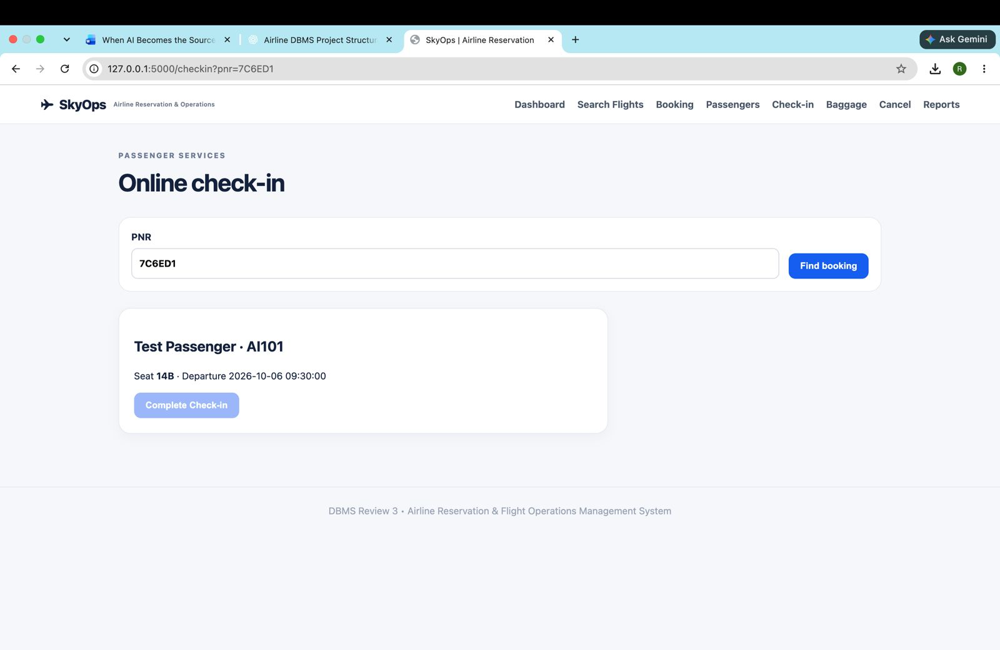 When AI Becomes the Source
Airline DBMS Project Structur
SkyOps | Airline Reservation
Ask Gemini
127.0.0.1:5000/checkin?pnr=7C6ED1
R
SkyOps Airline Reservation & Operations
Dashboard Search Flights Booking Passengers Check-in Baggage Cancel Reports
PASSENGER SERVICES
Online check-in
PNR
7C6ED1
Find booking
Test Passenger · AI101
Seat 14B · Departure 2026-10-06 09:30:00
Complete Check-in
DBMS Review 3 • Airline Reservation & Flight Operations Management System